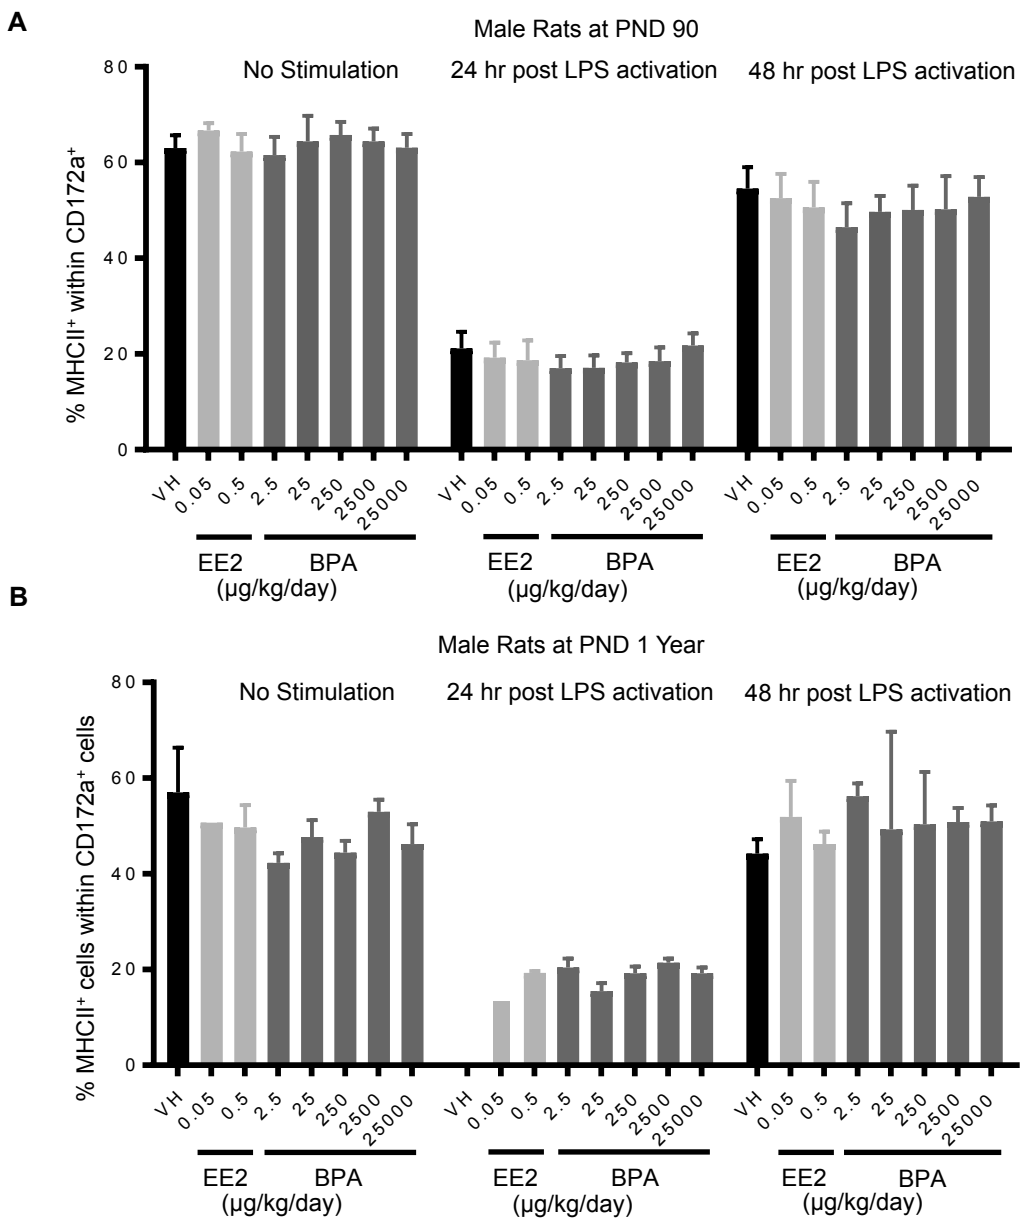 A
Male Rats at PND 90
No Stimulation 24 hr post LPS activation 48 hr post LPS activation
% MHCII⁺ within CD172a⁺
80
60
40
20
0
VH 0.05 0.5 2.5 25 250 2500 25000 VH 0.05 0.5 2.5 25 250 2500 25000 VH 0.05 0.5 2.5 25 250 2500 25000
EE2 BPA EE2 BPA EE2 BPA
(µg/kg/day) (µg/kg/day) (µg/kg/day)
B
Male Rats at PND 1 Year
No Stimulation 24 hr post LPS activation 48 hr post LPS activation
% MHCII⁺ cells within CD172a⁺ cells
80
60
40
20
0
VH 0.05 0.5 2.5 25 250 2500 25000 VH 0.05 0.5 2.5 25 250 2500 25000 VH 0.05 0.5 2.5 25 250 2500 25000
EE2 BPA EE2 BPA EE2 BPA
(µg/kg/day) (µg/kg/day) (µg/kg/day)